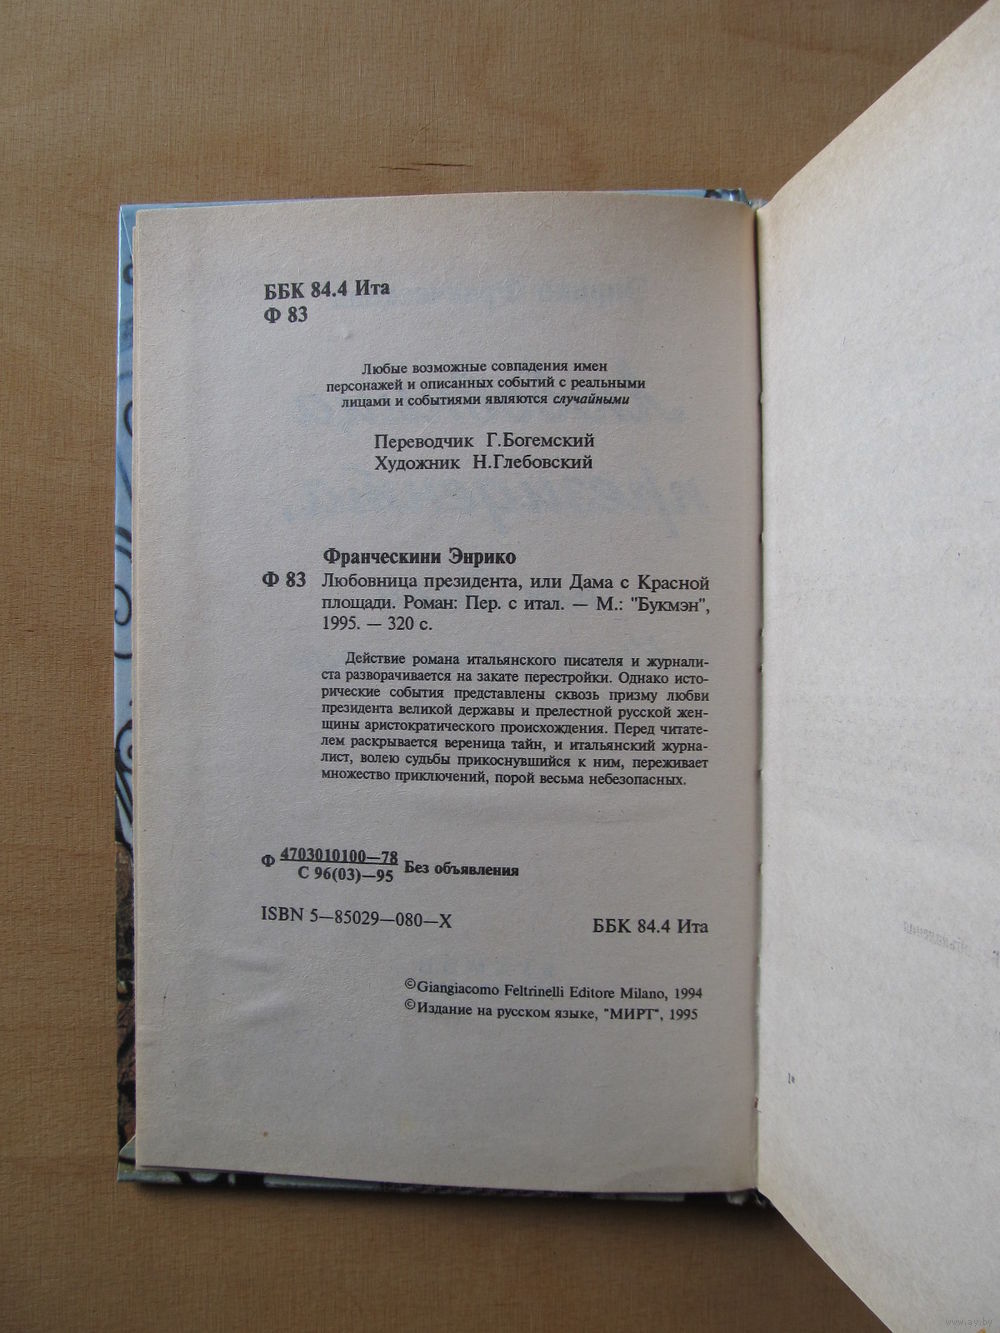 ББК 84.4 Ита
Ф 83
Любые возможные совпадения имен
персонажей и описанных событий с реальными
лицами и событиями являются случайными
Переводчик Г.Богемский
Художник Н.Глебовский
Франческини Энрико
Ф 83 Любовница президента, или Дама с Красной
площади. Роман: Пер. с итал. — М.: "Букмэн",
1995. — 320 с.
Действие романа итальянского писателя и журнали-
ста разворачивается на закате перестройки. Однако исто-
рические события представлены сквозь призму любви
президента великой державы и прелестной русской жен-
щины аристократического происхождения. Перед читате-
лем раскрывается вереница тайн, и итальянский журна-
лист, волею судьбы прикоснувшийся к ним, переживает
множество приключений, порой весьма небезопасных.
Ф 4703010100—78
С 96(03)—95 Без объявления
ISBN 5—85029—080—X
ББК 84.4 Ита
©Giangiacomo Feltrinelli Editore Milano, 1994
©Издание на русском языке, "МИРТ", 1995
www.ay.by